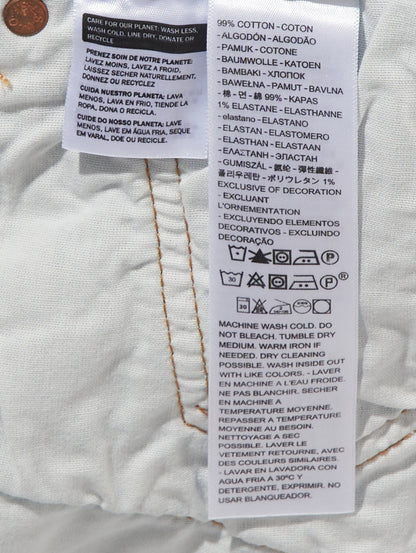 CARE FOR OUR PLANET: WASH LESS,
WASH COLD, LINE DRY, DONATE OR
RECYCLE
PRENEZ SOIN DE NOTRE PLANETE:
LAVEZ MOINS, LAVEZ A FROID,
LAISSEZ SECHER NATURELLEMENT,
DONNEZ OU RECYCLEZ.
CUIDA NUESTRO PLANETA: LAVA
MENOS, LAVA EN FRIO, TIENDE LA
ROPA, DONA O RECICLA.
CUIDE DO NOSSO PLANETA: LAVE
MENOS, LAVE EM ÁGUA FRIA, SEQUE
EM VARAL, DOE OU RECICLE.
99% COTTON - COTON
- ALGODÓN - ALGODÃO
- PAMUK - COTONE
- BAUMWOLLE - KATOEN
- BAMBAKI - ХЛОПОК
- BAWEŁNA - PAMUT - BAVLNA
- 棉 - 면 - 綿 99% - KAPAS
1% ELASTANE - ELASTHANNE
- elastano - ELASTANO
- ELASTAN - ELASTOMERO
- ELASTHAN - ELASTAAN
- ΕΛΑΣΤΑΝΗ - ЭЛАСТАН
- GUMISZÁL - 氨纶 - 彈性纖維 -
폴리우레탄 - ポリウレタン 1%
EXCLUSIVE OF DECORATION
- EXCLUANT
L'ORNEMENTATION
- EXCLUYENDO ELEMENTOS
DECORATIVOS - EXCLUINDO
DECORAÇÃO
P
30 P ®
MACHINE WASH COLD. DO
NOT BLEACH. TUMBLE DRY
MEDIUM. WARM IRON IF
NEEDED. DRY CLEANING
POSSIBLE. WASH INSIDE OUT
WITH LIKE COLORS. - LAVER
EN MACHINE A L'EAU FROIDE.
NE PAS BLANCHIR. SECHER
EN MACHINE A
TEMPERATURE MOYENNE.
REPASSER A TEMPERATURE
MOYENNE AU BESOIN.
NETTOYAGE A SEC
POSSIBLE. LAVER LE
VETEMENT RETOURNE, AVEC
DES COULEURS SIMILAIRES.
- LAVAR EN LAVADORA CON
AGUA FRIA A 30ºC Y
DETERGENTE, EXPRIMIR. NO
USAR BLANQUEADOR.